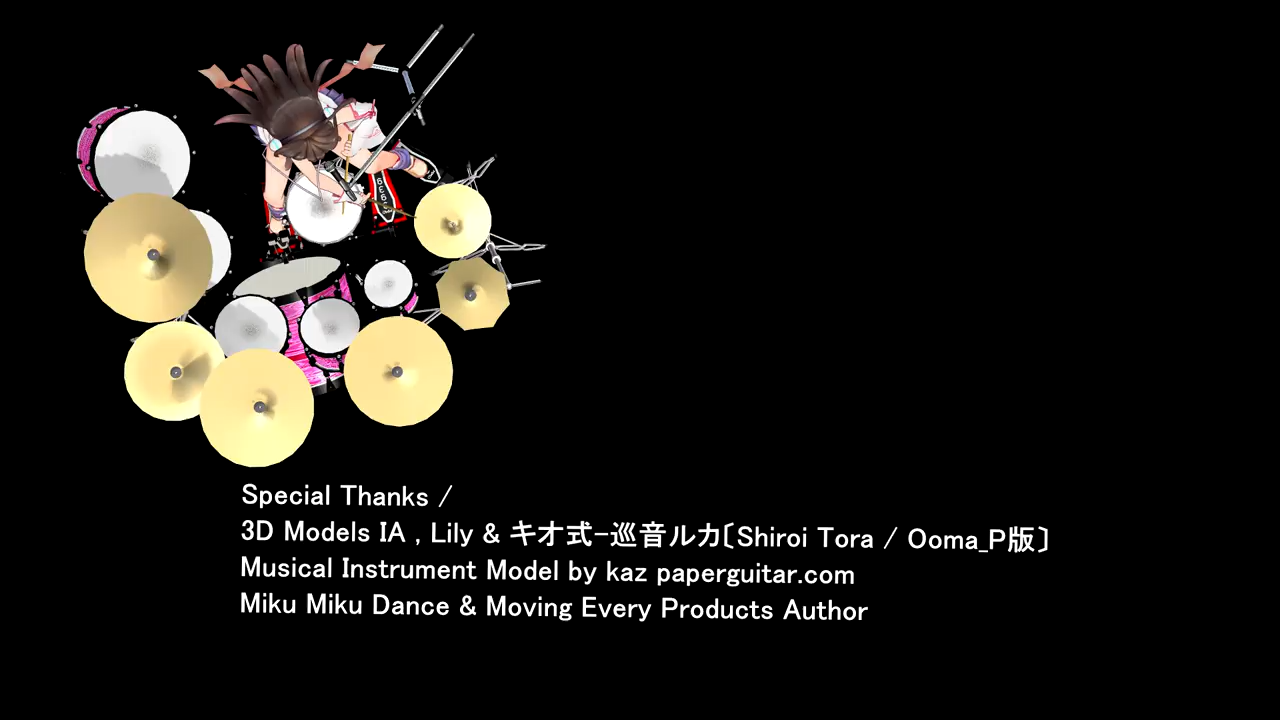 Special Thanks /
3D Models IA , Lily & キオ式-巡音ルカ〔Shiroi Tora / Ooma_P版〕
Musical Instrument Model by kaz paperguitar.com
Miku Miku Dance & Moving Every Products Author